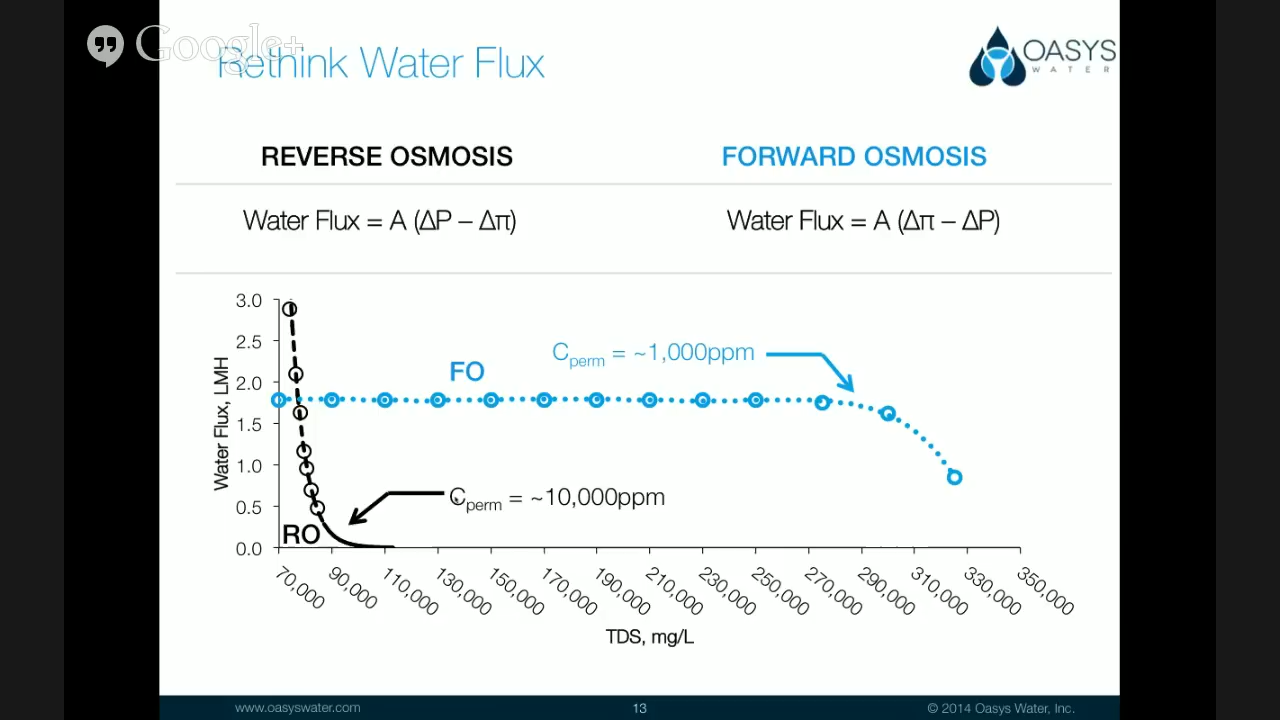 Google+
Rethink Water Flux
OASYS
WATER
REVERSE OSMOSIS
FORWARD OSMOSIS
Water Flux = A (ΔP – Δπ)
Water Flux = A (Δπ – ΔP)
3.0
2.5
2.0
1.5
1.0
0.5
0.0
Water Flux, LMH
FO
Cperm = ~1,000ppm
Cperm = ~10,000ppm
RO
70,000
90,000
110,000
130,000
150,000
170,000
190,000
210,000
230,000
250,000
270,000
290,000
310,000
330,000
350,000
TDS, mg/L
www.oasyswater.com
13
© 2014 Oasys Water, Inc.